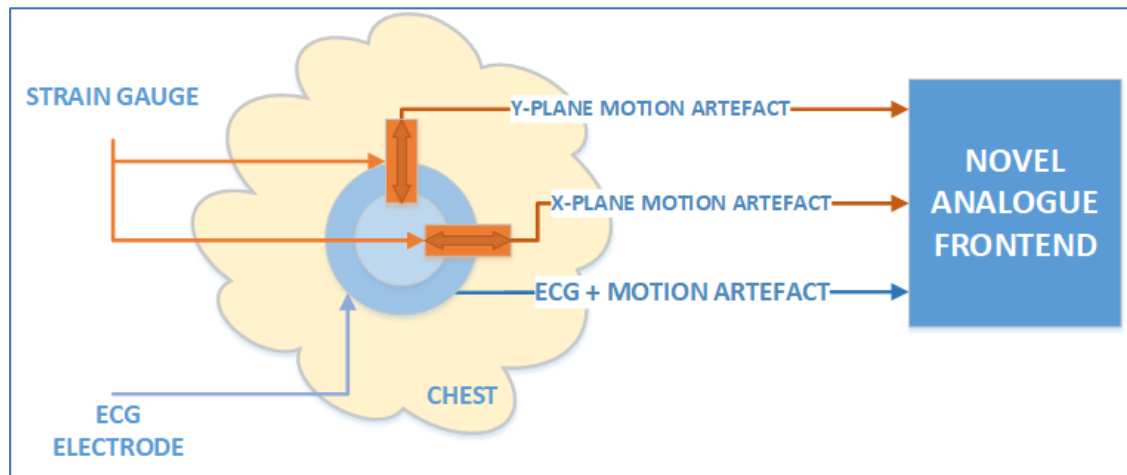 STRAIN GAUGE
Y-PLANE MOTION ARTEFACT
X-PLANE MOTION ARTEFACT
ECG + MOTION ARTEFACT
NOVEL
ANALOGUE
FRONTEND
CHEST
ECG
ELECTRODE